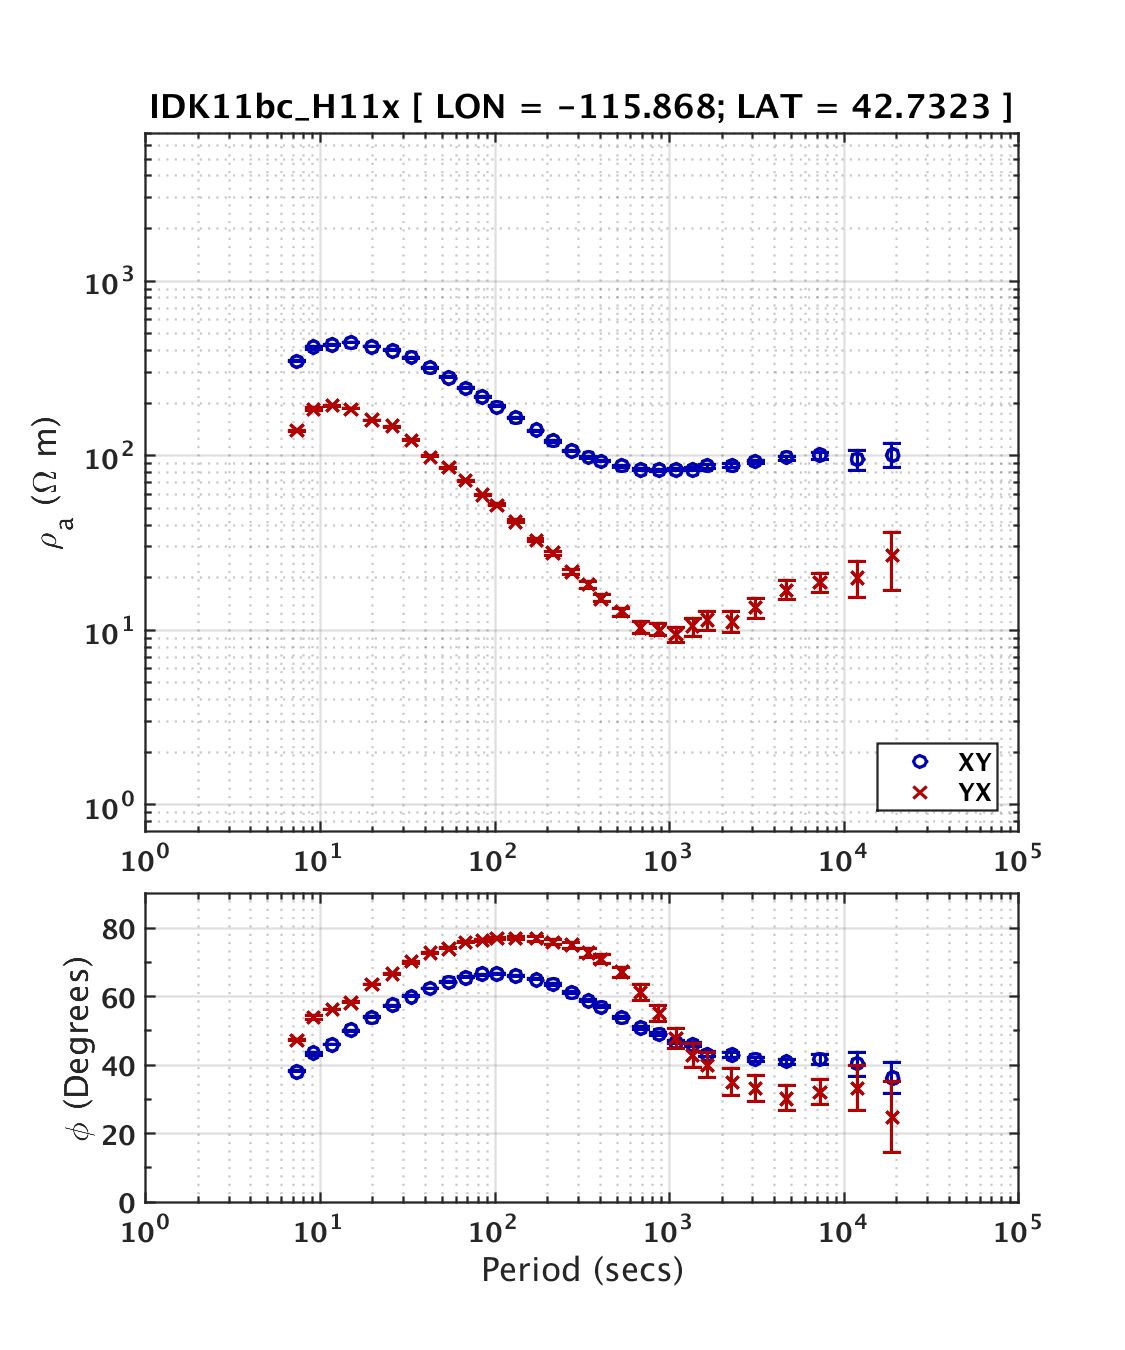 IDK11bc_H11x [ LON = -115.868; LAT = 42.7323 ]
10³
10²
10¹
10⁰
ρₐ (Ω m)
XY
YX
10⁰ 10¹ 10² 10³ 10⁴ 10⁵
80
60
40
20
0
ϕ (Degrees)
10⁰ 10¹ 10² 10³ 10⁴ 10⁵
Period (secs)